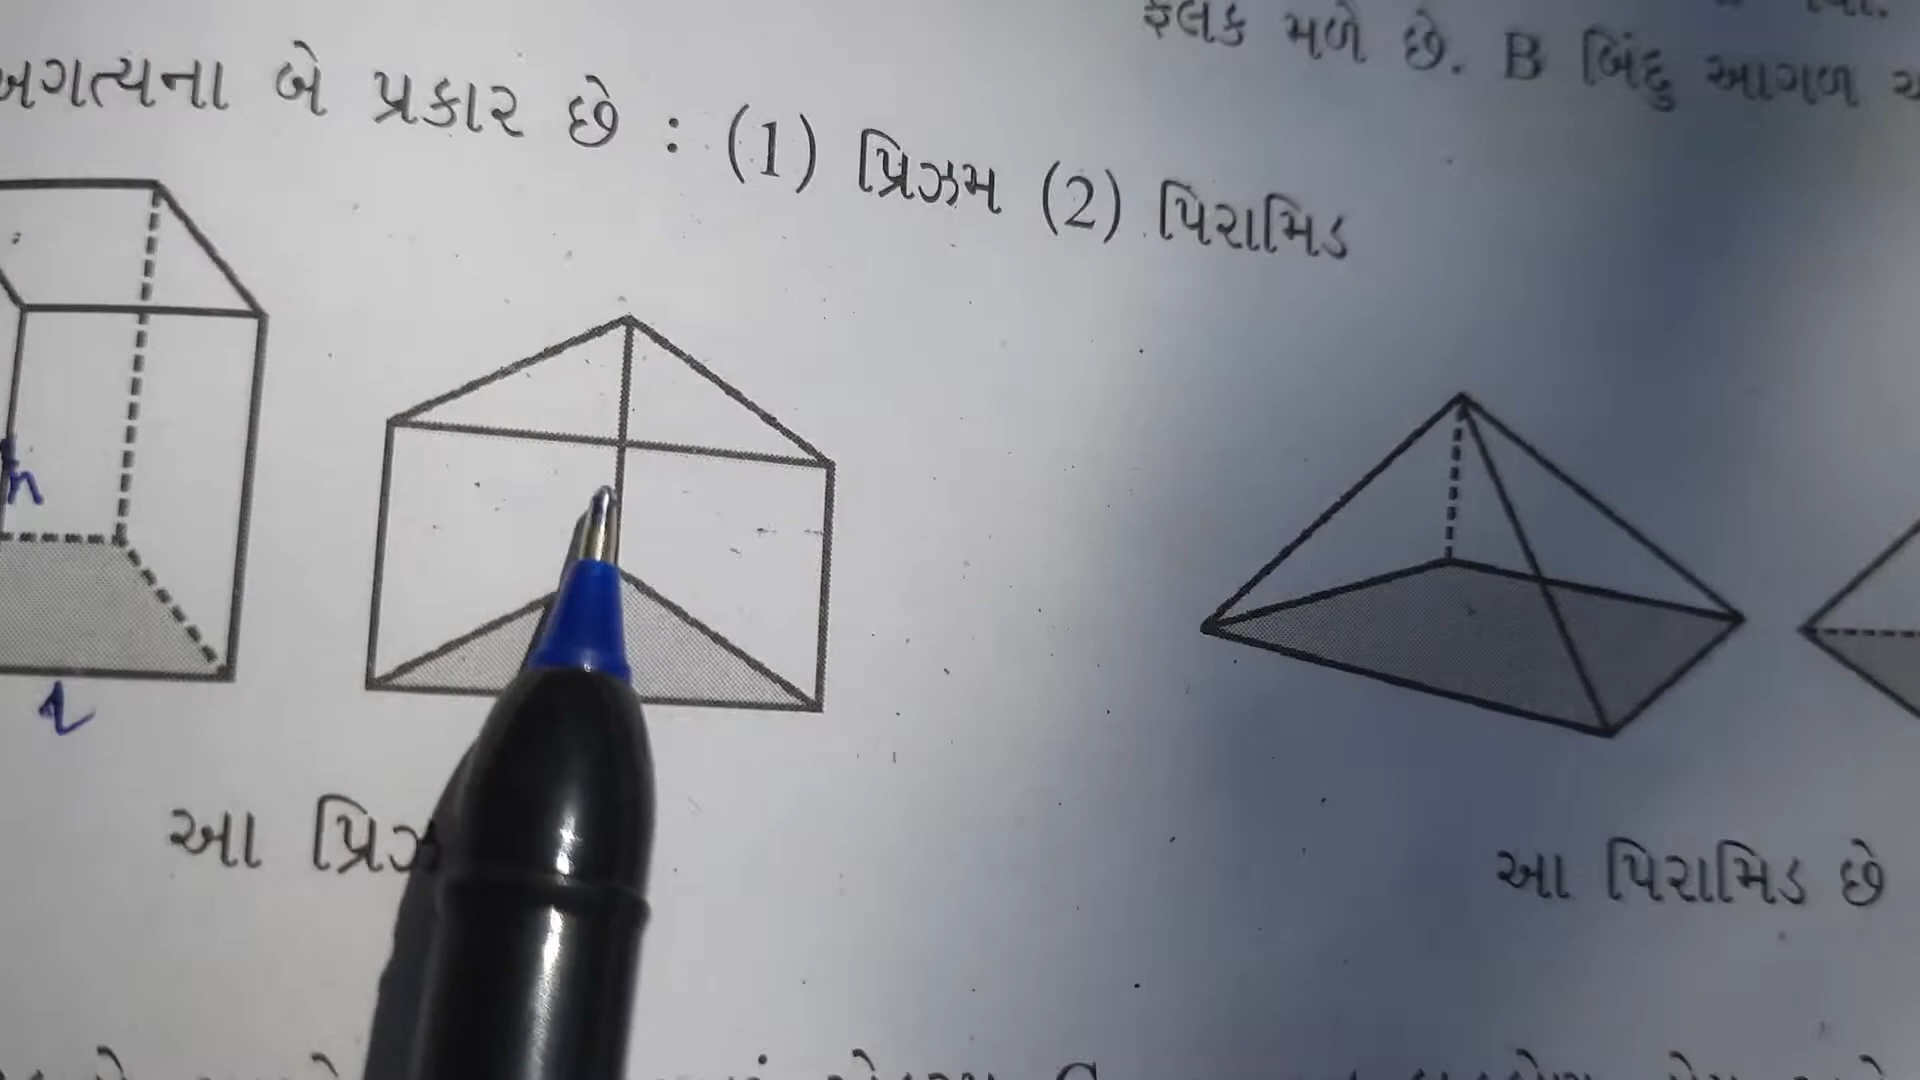 ફલક મળે છે. B બિંદુ આગળ
અગત્યના બે પ્રકાર છે : (1) પ્રિઝમ (2) પિરામિડ
h
l
આ
આ પિરામિડ છે